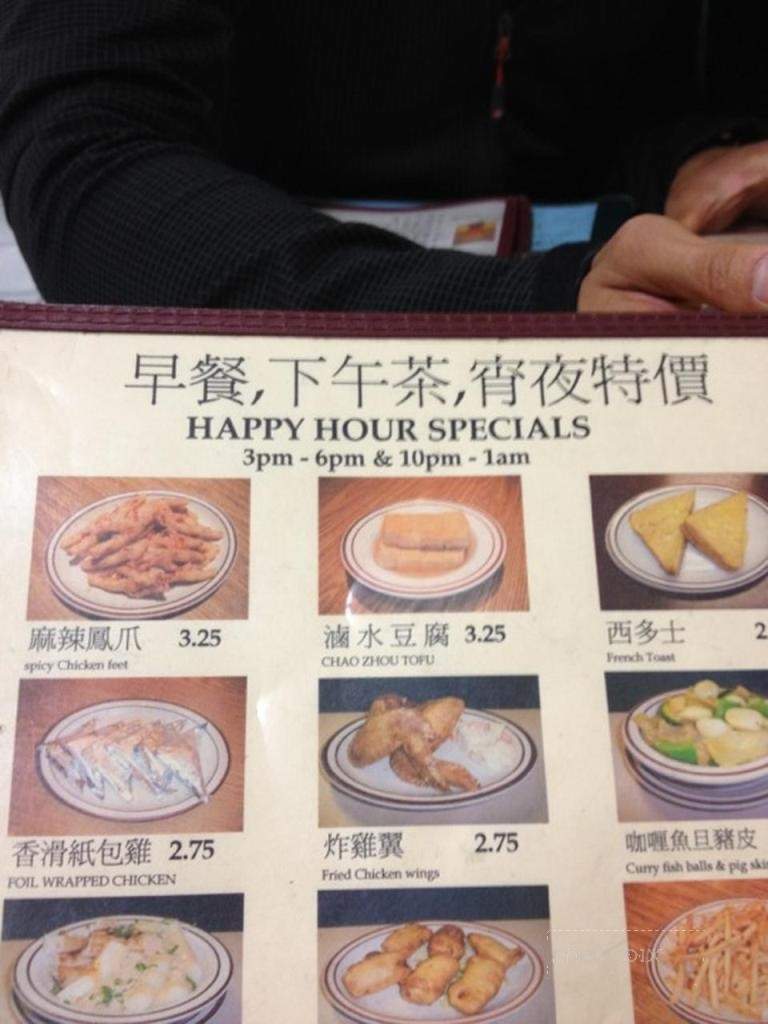 早餐,下午茶,宵夜特價
HAPPY HOUR SPECIALS
3pm - 6pm & 10pm - 1am
麻辣鳳爪 3.25
spicy Chicken feet
滷水豆腐 3.25
CHAO ZHOU TOFU
西多士 2
French Toast
香滑紙包雞 2.75
FOIL WRAPPED CHICKEN
炸雞翼 2.75
Fried Chicken wings
咖喱魚旦豬皮
Curry fish balls & pig ski